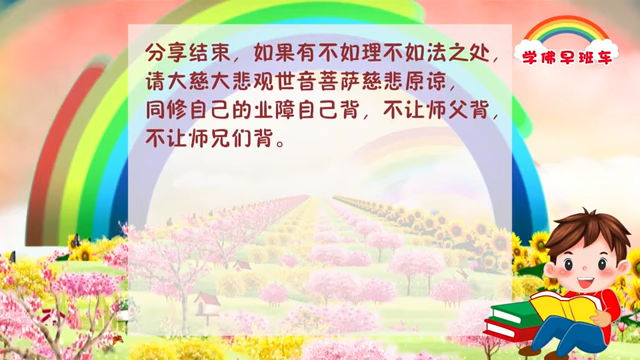 分享结束，如果有不如理不如法之处，
请大慈大悲观世音菩萨慈悲原谅，
同修自己的业障自己背，不让师父背，
不让师兄们背。
学佛早班车